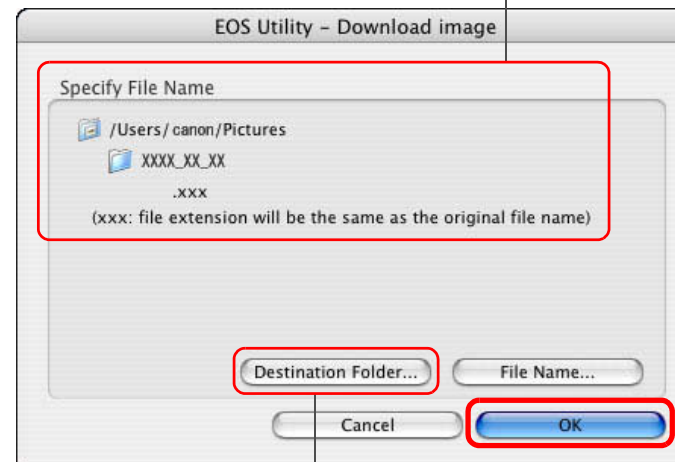 EOS Utility – Download image
Specify File Name
/Users/canon/Pictures
XXXX_XX_XX
.xxx
(xxx: file extension will be the same as the original file name)
Destination Folder...
File Name...
Cancel
OK